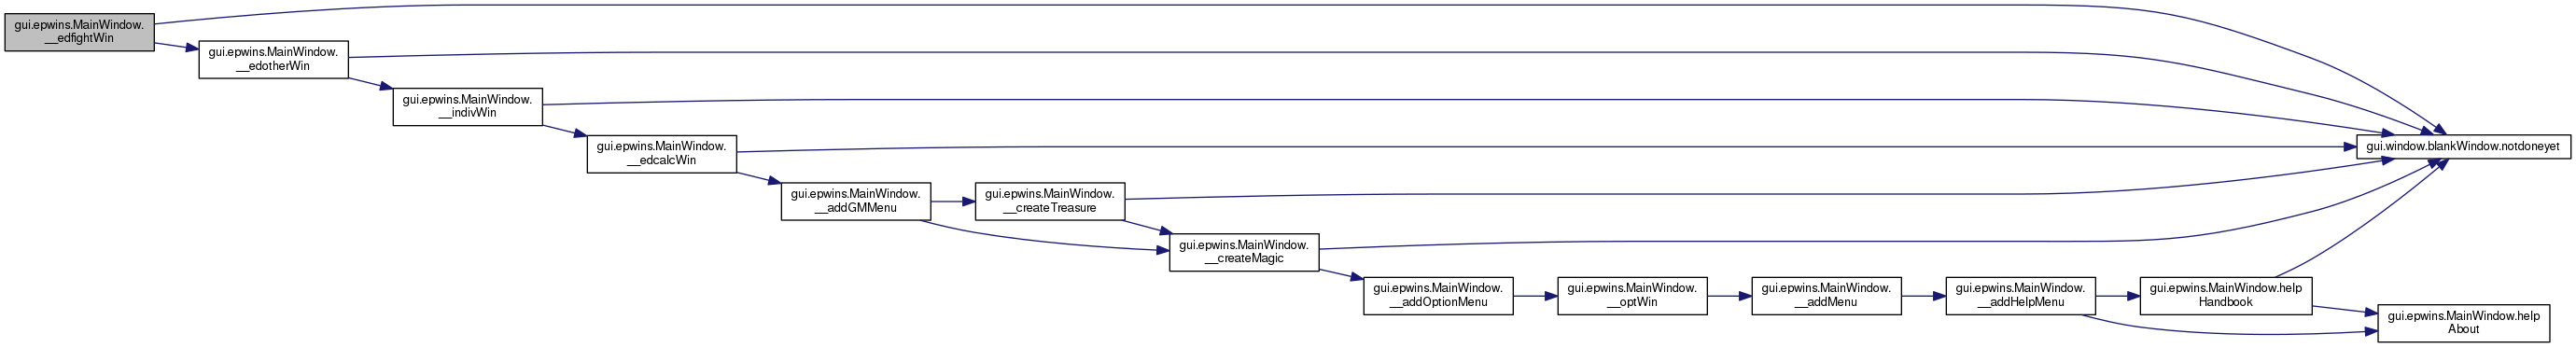 gui.epwins.MainWindow.
__edfightWin
gui.epwins.MainWindow.
__edotherWin
gui.epwins.MainWindow.
__indivWin
gui.epwins.MainWindow.
__edcalcWin
gui.window.blankWindow.notdoneyet
gui.epwins.MainWindow.
__addGMMenu
gui.epwins.MainWindow.
__createTreasure
gui.epwins.MainWindow.
__createMagic
gui.epwins.MainWindow.
__addOptionMenu
gui.epwins.MainWindow.
__optWin
gui.epwins.MainWindow.
__addMenu
gui.epwins.MainWindow.
__addHelpMenu
gui.epwins.MainWindow.help
Handbook
gui.epwins.MainWindow.help
About